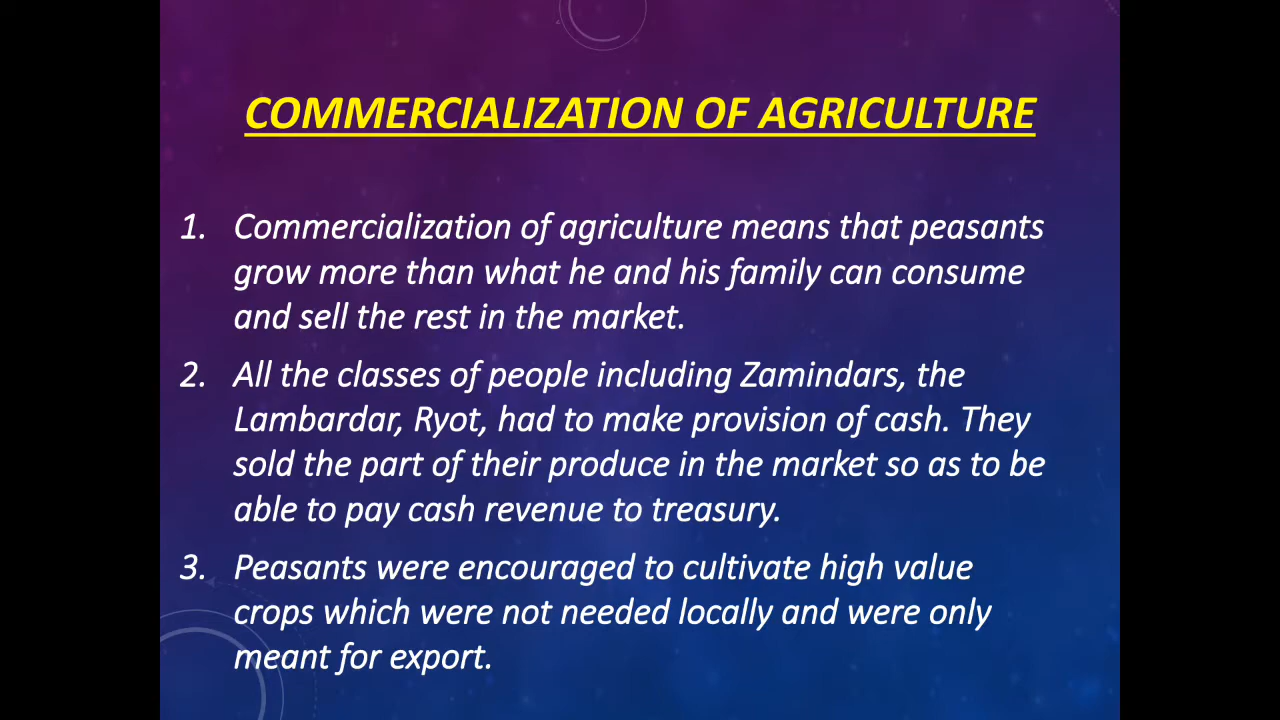 COMMERCIALIZATION OF AGRICULTURE
1. Commercialization of agriculture means that peasants
grow more than what he and his family can consume
and sell the rest in the market.
2. All the classes of people including Zamindars, the
Lambardar, Ryot, had to make provision of cash. They
sold the part of their produce in the market so as to be
able to pay cash revenue to treasury.
3. Peasants were encouraged to cultivate high value
crops which were not needed locally and were only
meant for export.